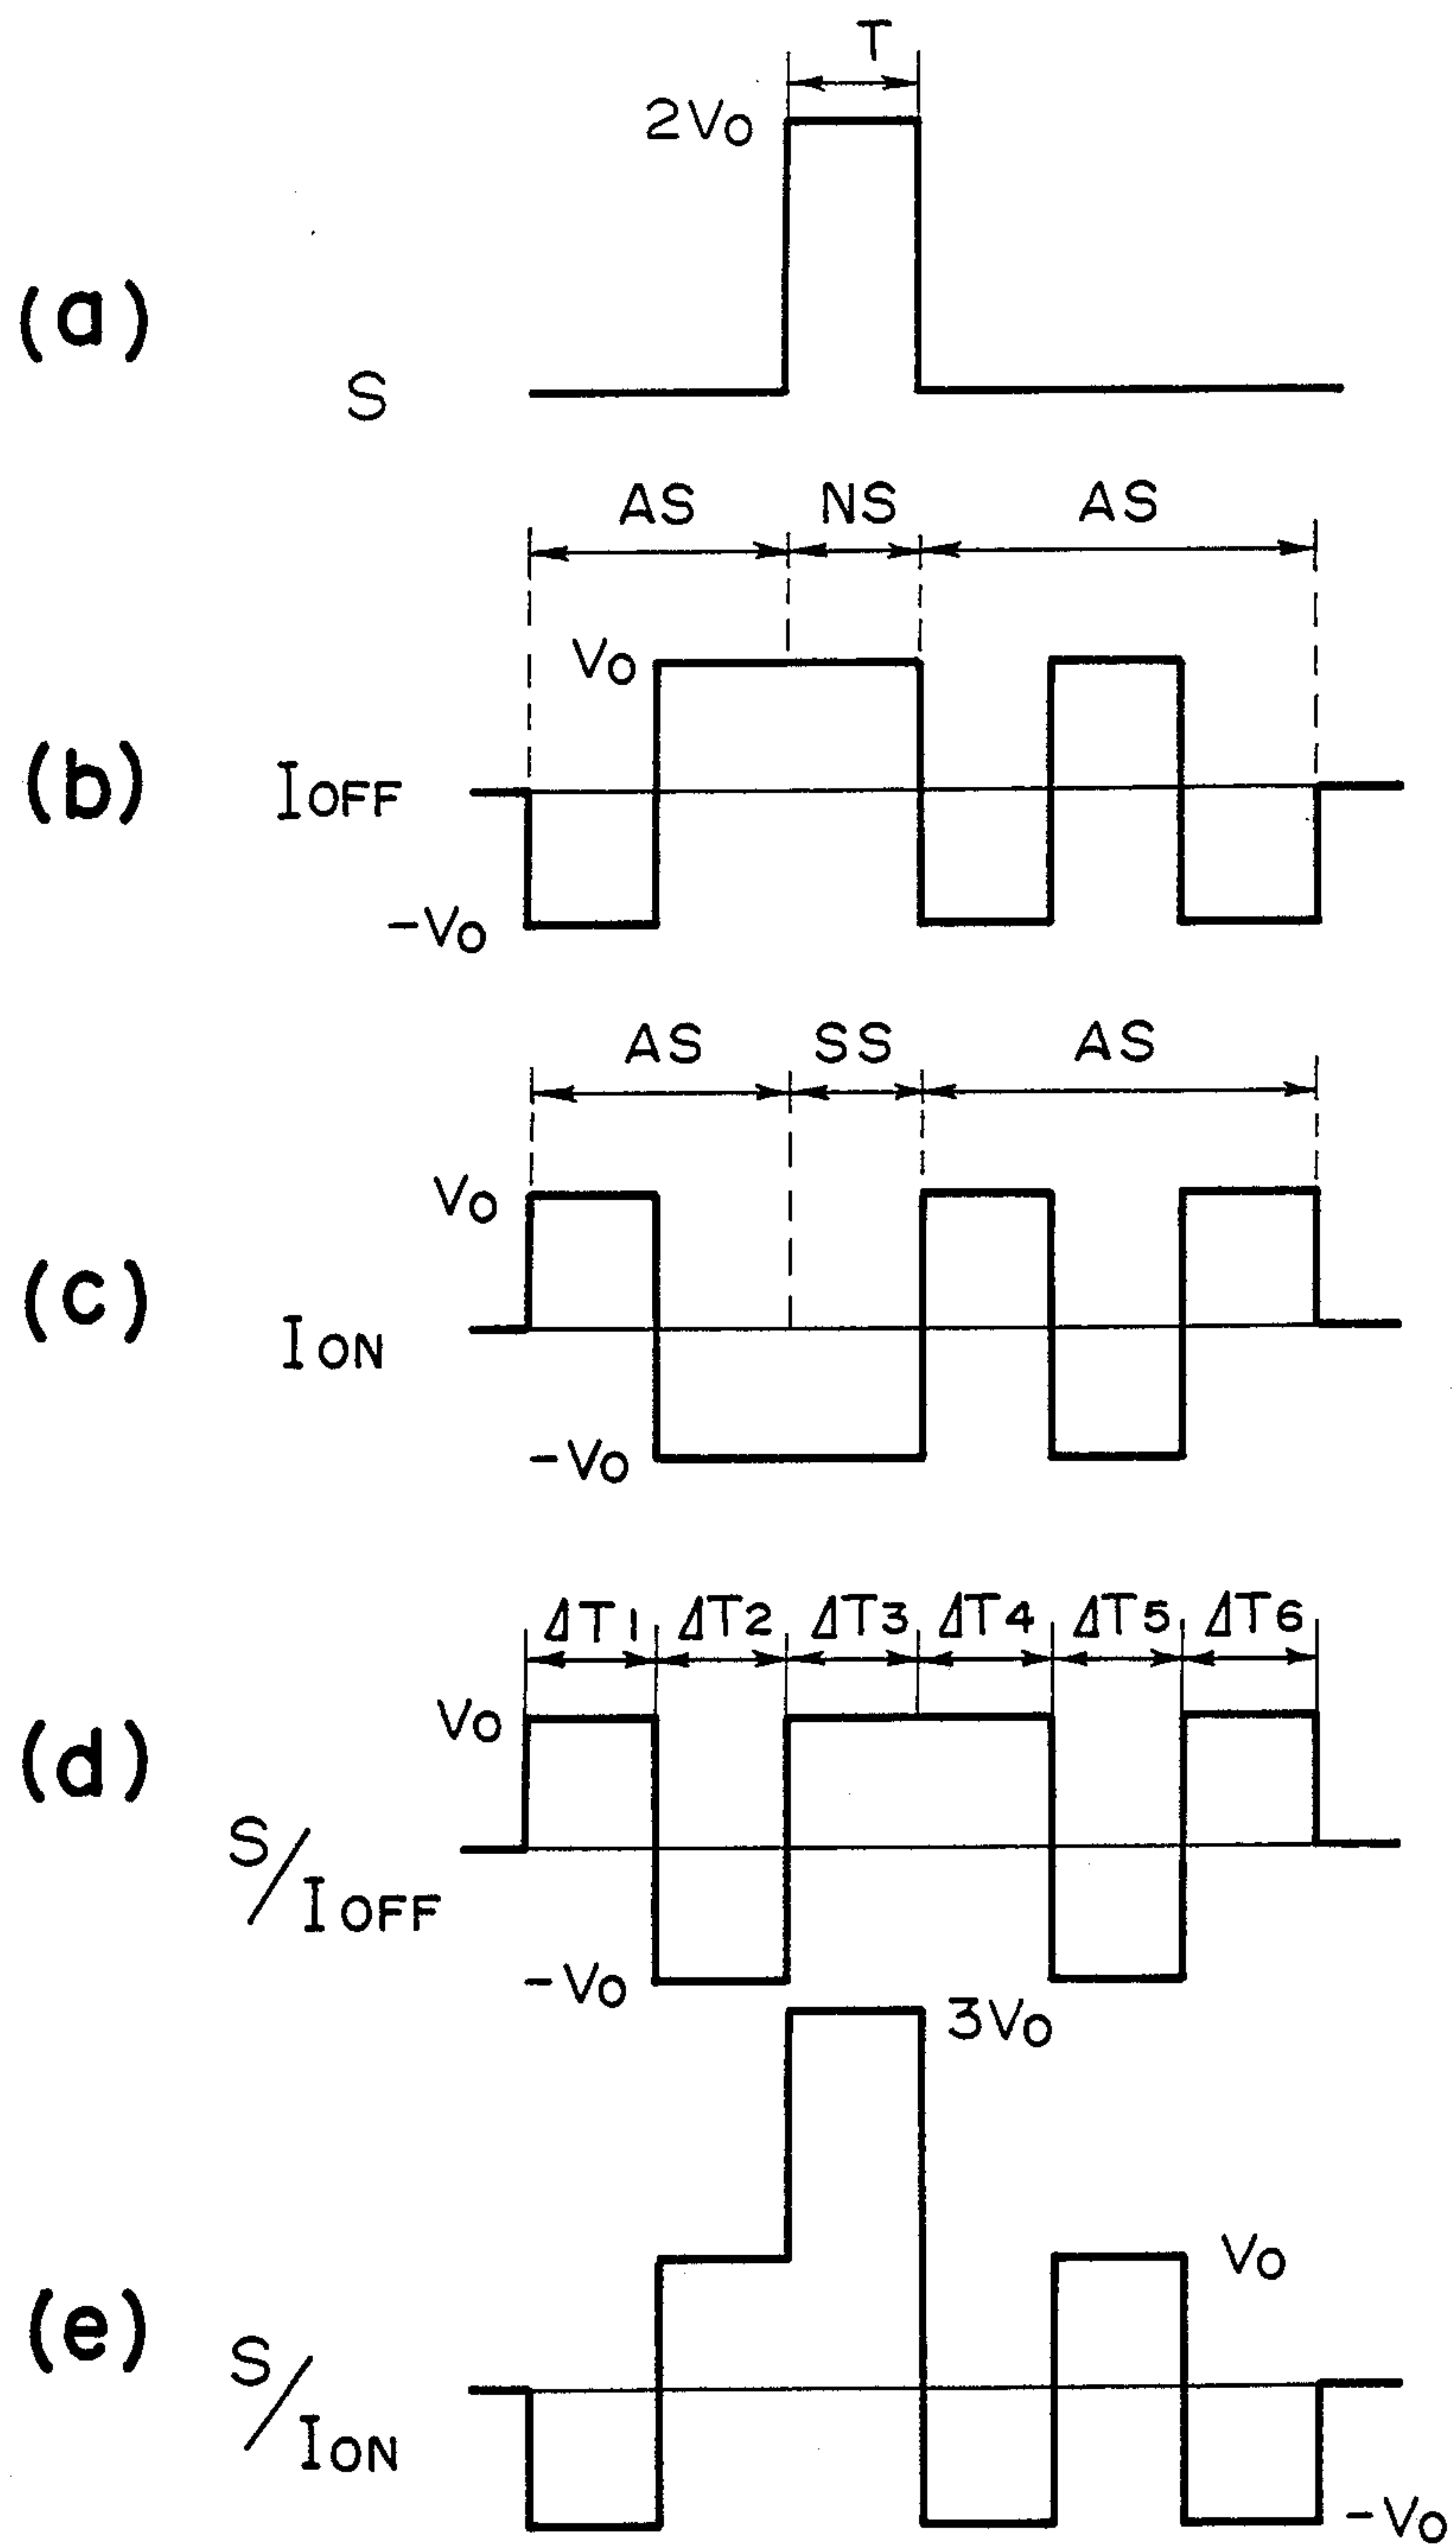 T
2VO
(a)
S
AS NS AS
VO
(b)
IOFF
-VO
AS SS AS
VO
(c)
ION
-VO
ΔT1 ΔT2 ΔT3 ΔT4 ΔT5 ΔT6
VO
(d)
S/IOFF
-VO
3VO
VO
(e)
S/ION
-VO